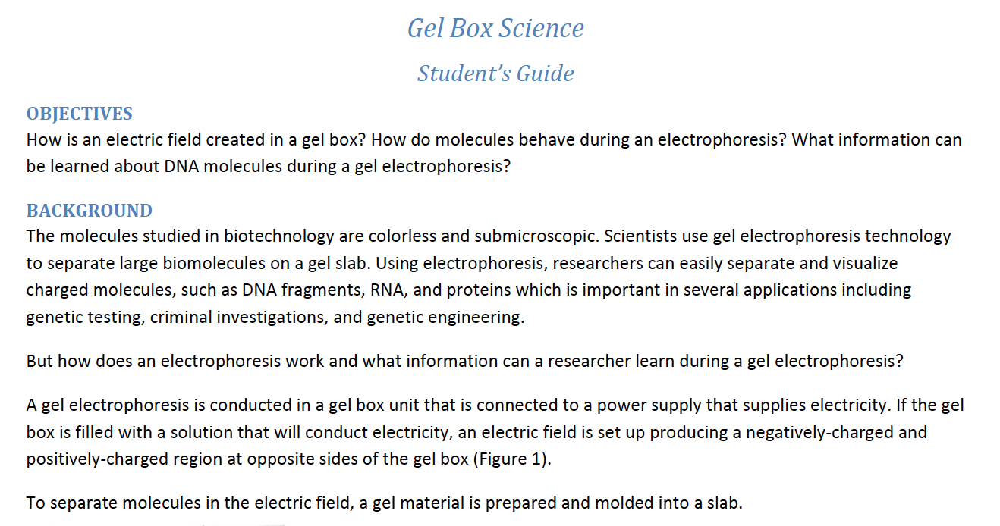 Gel Box Science
Student’s Guide
OBJECTIVES
How is an electric field created in a gel box? How do molecules behave during an electrophoresis? What information can
be learned about DNA molecules during a gel electrophoresis?
BACKGROUND
The molecules studied in biotechnology are colorless and submicroscopic. Scientists use gel electrophoresis technology
to separate large biomolecules on a gel slab. Using electrophoresis, researchers can easily separate and visualize
charged molecules, such as DNA fragments, RNA, and proteins which is important in several applications including
genetic testing, criminal investigations, and genetic engineering.
But how does an electrophoresis work and what information can a researcher learn during a gel electrophoresis?
A gel electrophoresis is conducted in a gel box unit that is connected to a power supply that supplies electricity. If the gel
box is filled with a solution that will conduct electricity, an electric field is set up producing a negatively-charged and
positively-charged region at opposite sides of the gel box (Figure 1).
To separate molecules in the electric field, a gel material is prepared and molded into a slab.